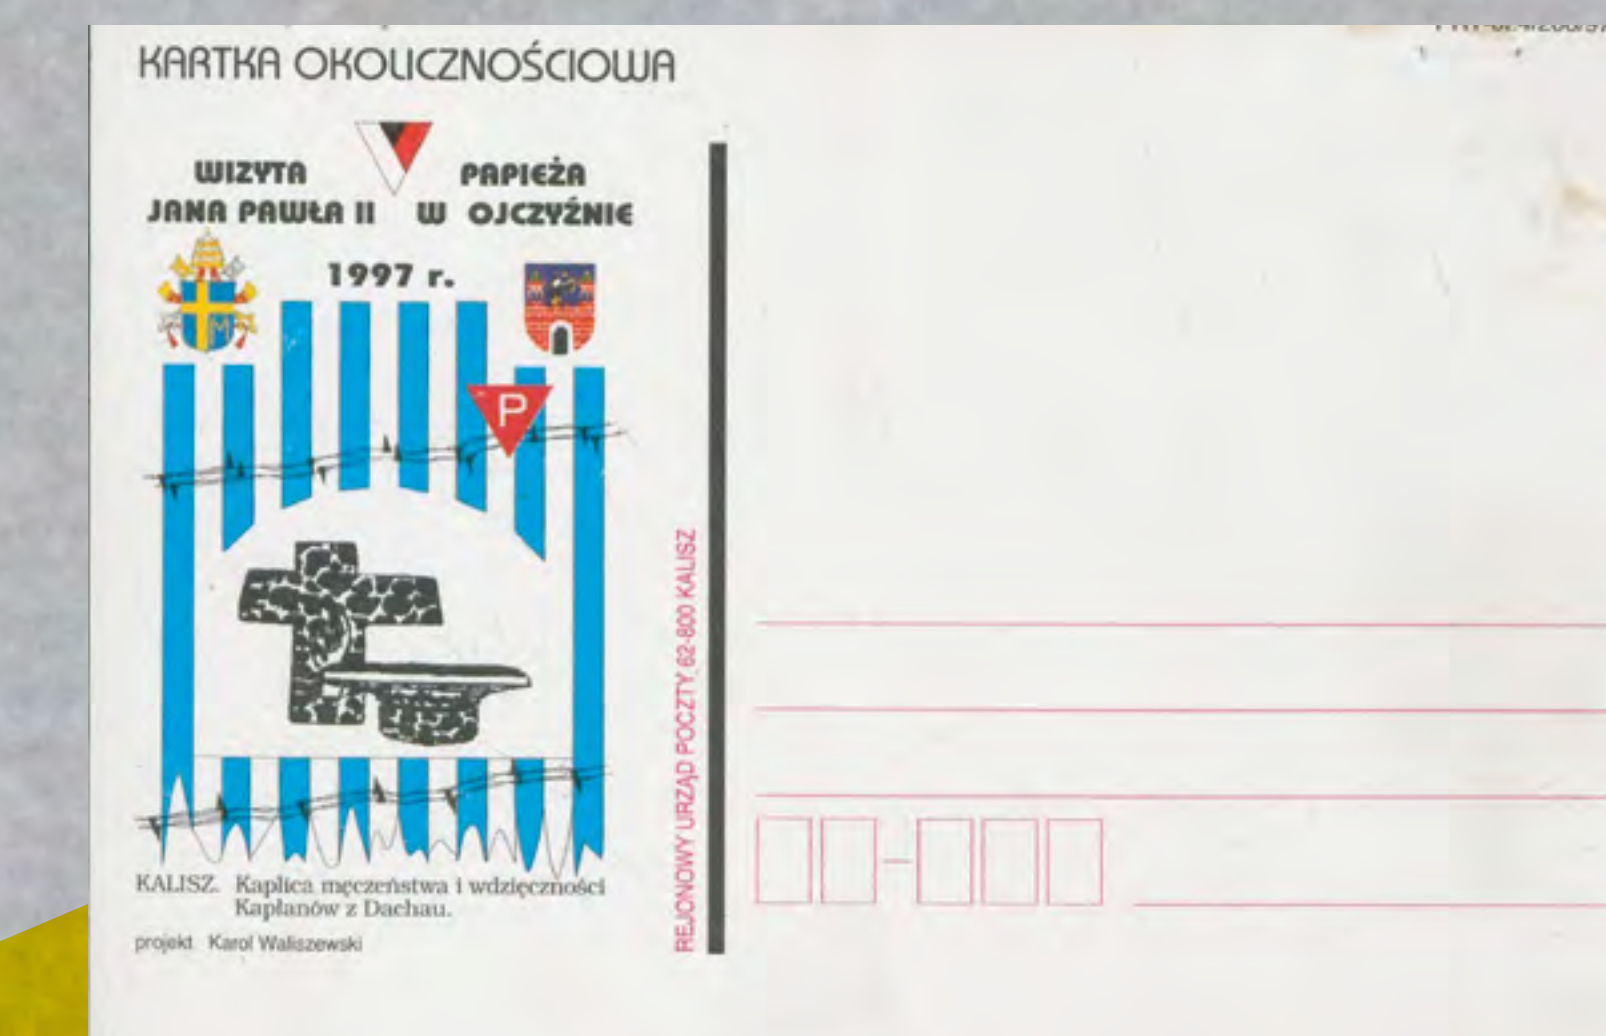 KARTKA OKOLICZNOŚCIOWA
WIZYTA PAPIEŻA
JANA PAWŁA II W OJCZYŹNIE
1997 r.
M
P
KALISZ. Kaplica męczeństwa i wdzięczności
Kapłanów z Dachau.
projekt Karol Waliszewski
REJONOWY URZĄD POCZTY 62-800 KALISZ